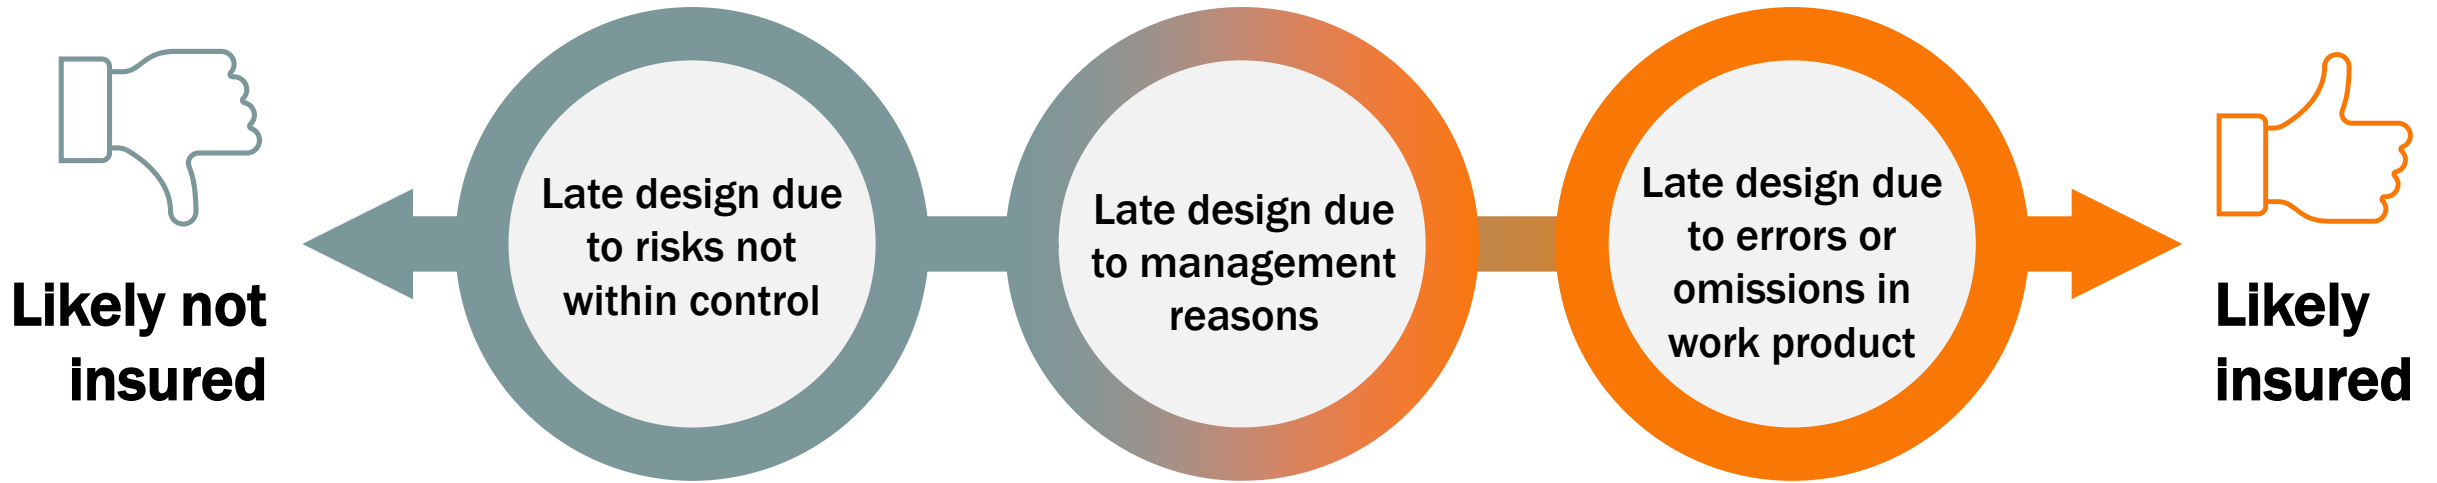 Likely not
insured
Late design due
to risks not
within control
Late design due
to management
reasons
Late design due
to errors or
omissions in
work product
Likely
insured